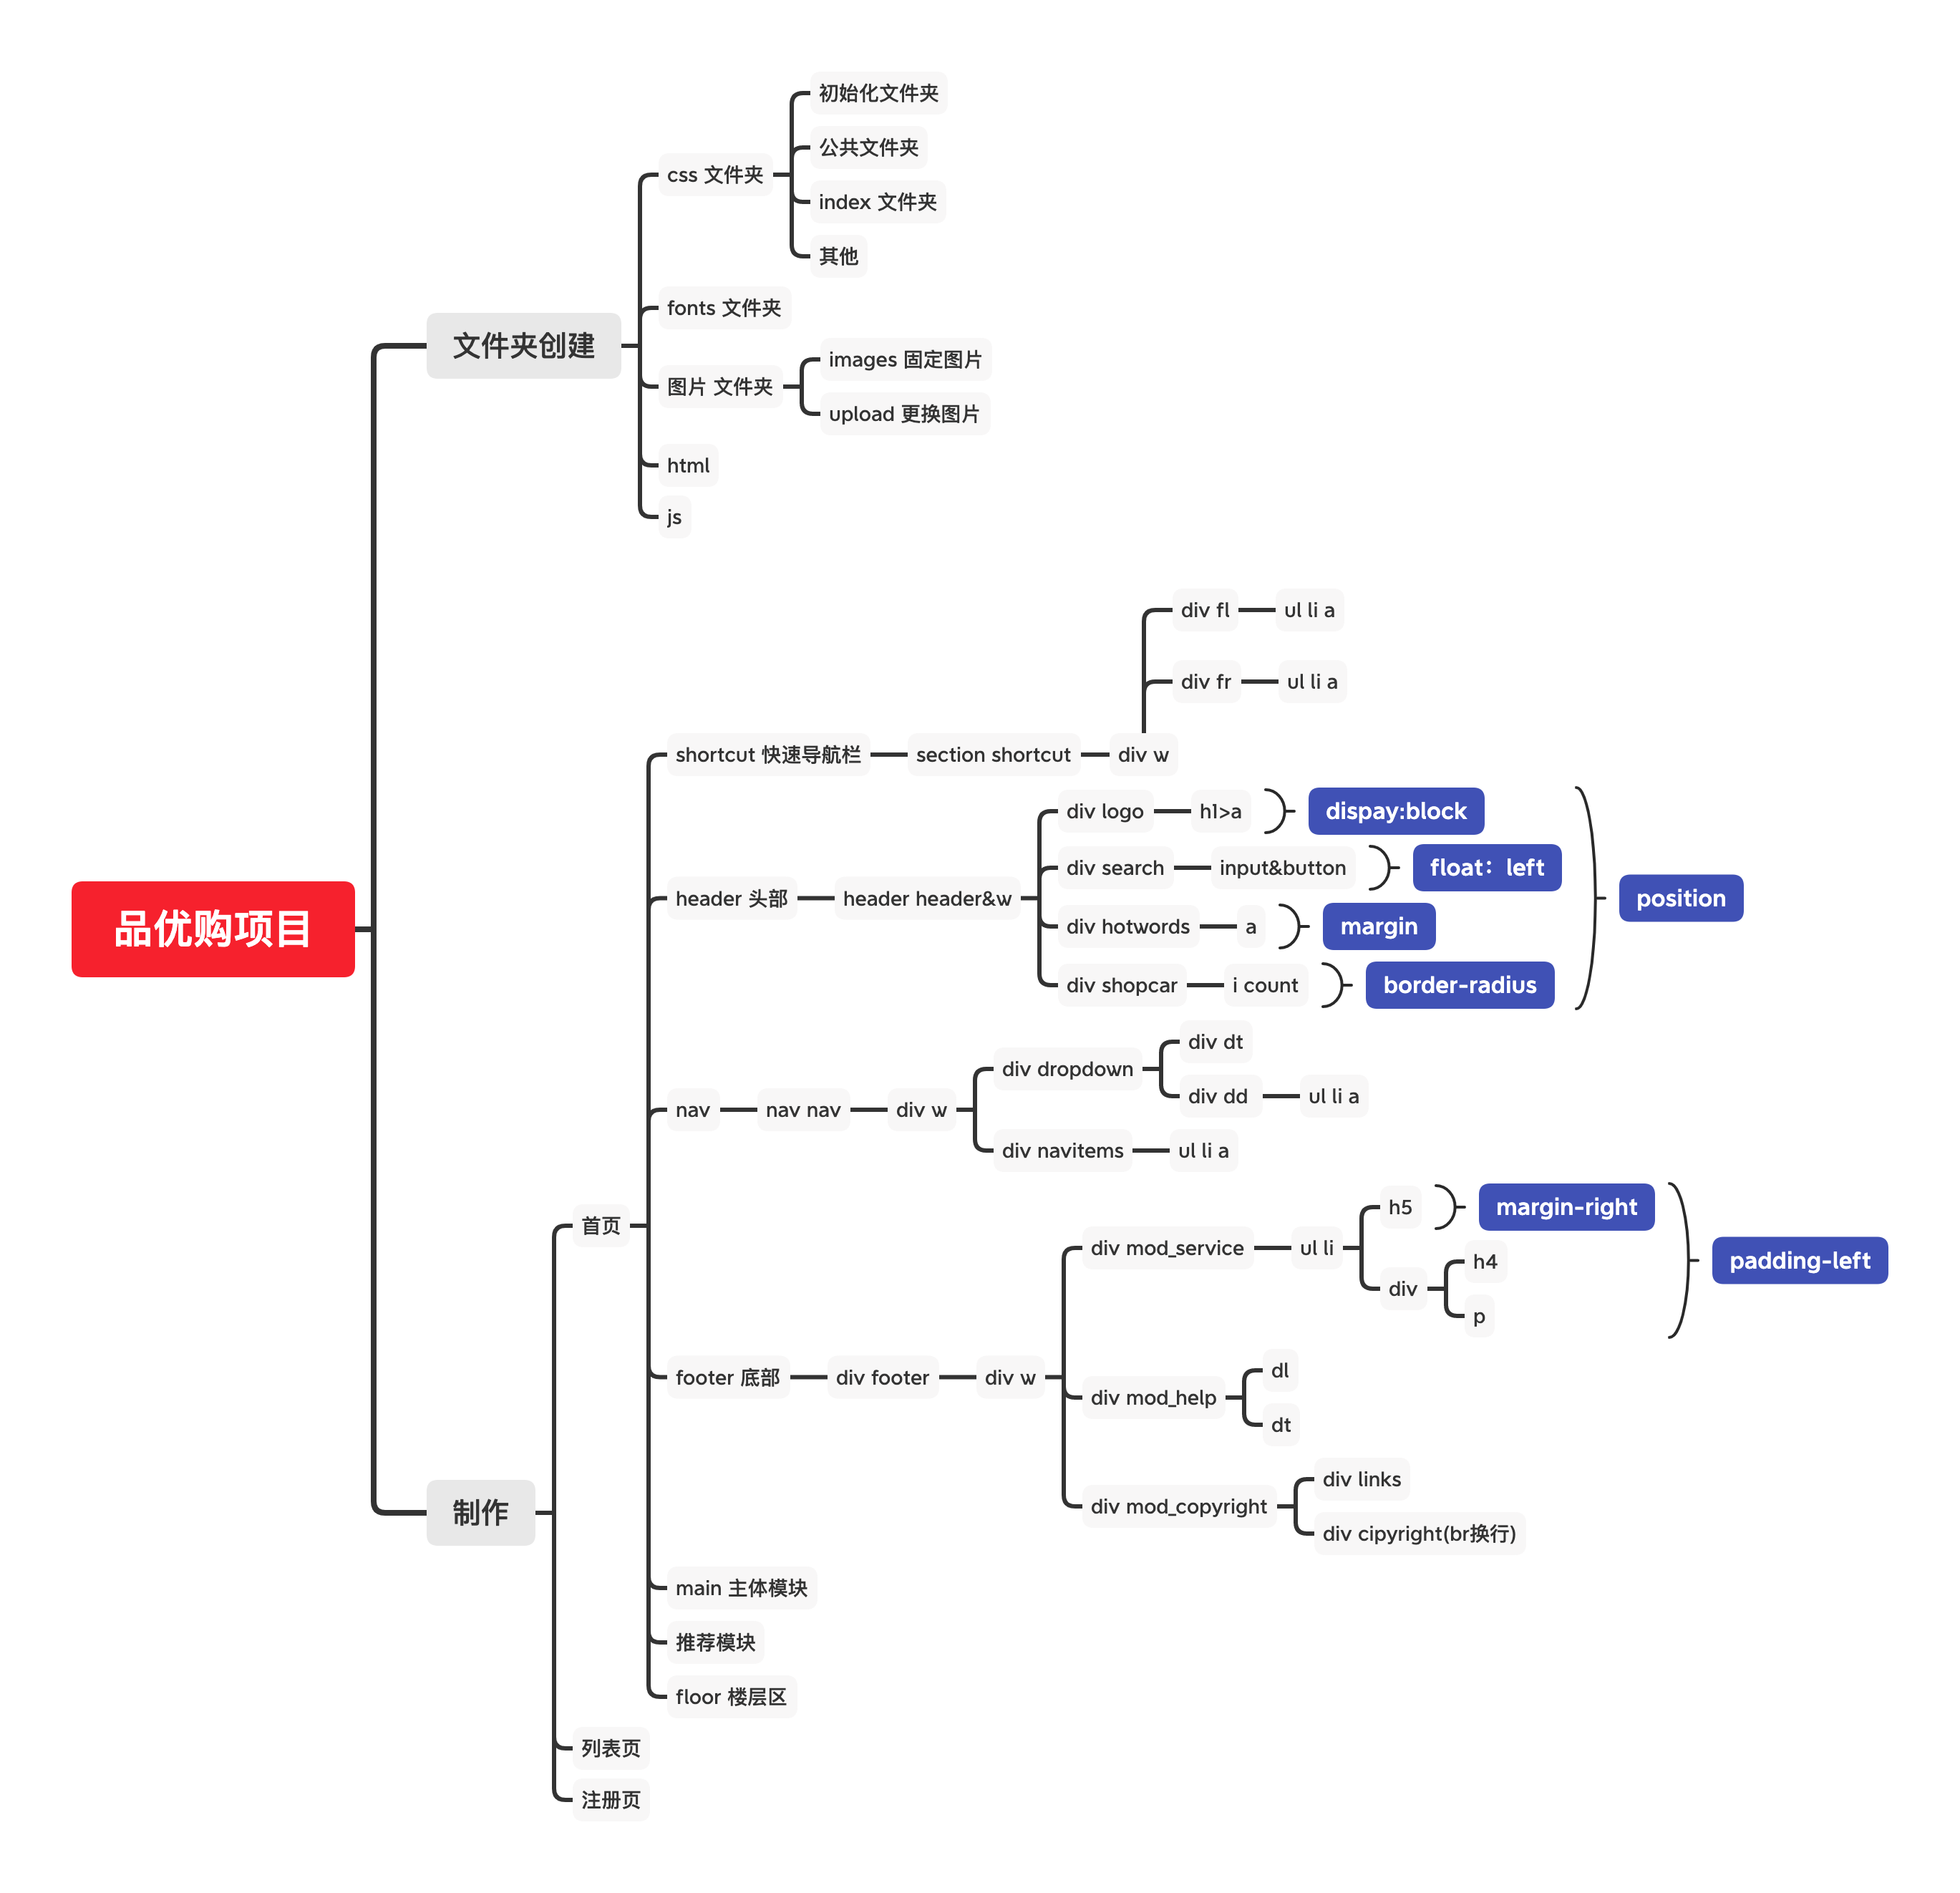 品优购项目
文件夹创建
css 文件夹
初始化文件夹
公共文件夹
index 文件夹
其他
fonts 文件夹
图片 文件夹
images 固定图片
upload 更换图片
html
js
制作
首页
shortcut 快速导航栏
section shortcut
div w
div fl
ul li a
div fr
ul li a
header 头部
header header&w
div logo
h1>a
dispay:block
div search
input&button
float：left
div hotwords
a
margin
div shopcar
i count
border-radius
position
nav
nav nav
div w
div dropdown
div dt
div dd
ul li a
div navitems
ul li a
footer 底部
div footer
div w
div mod_service
ul li
h5
margin-right
div
h4
p
padding-left
div mod_help
dl
dt
div mod_copyright
div links
div cipyright(br换行)
main 主体模块
推荐模块
floor 楼层区
列表页
注册页